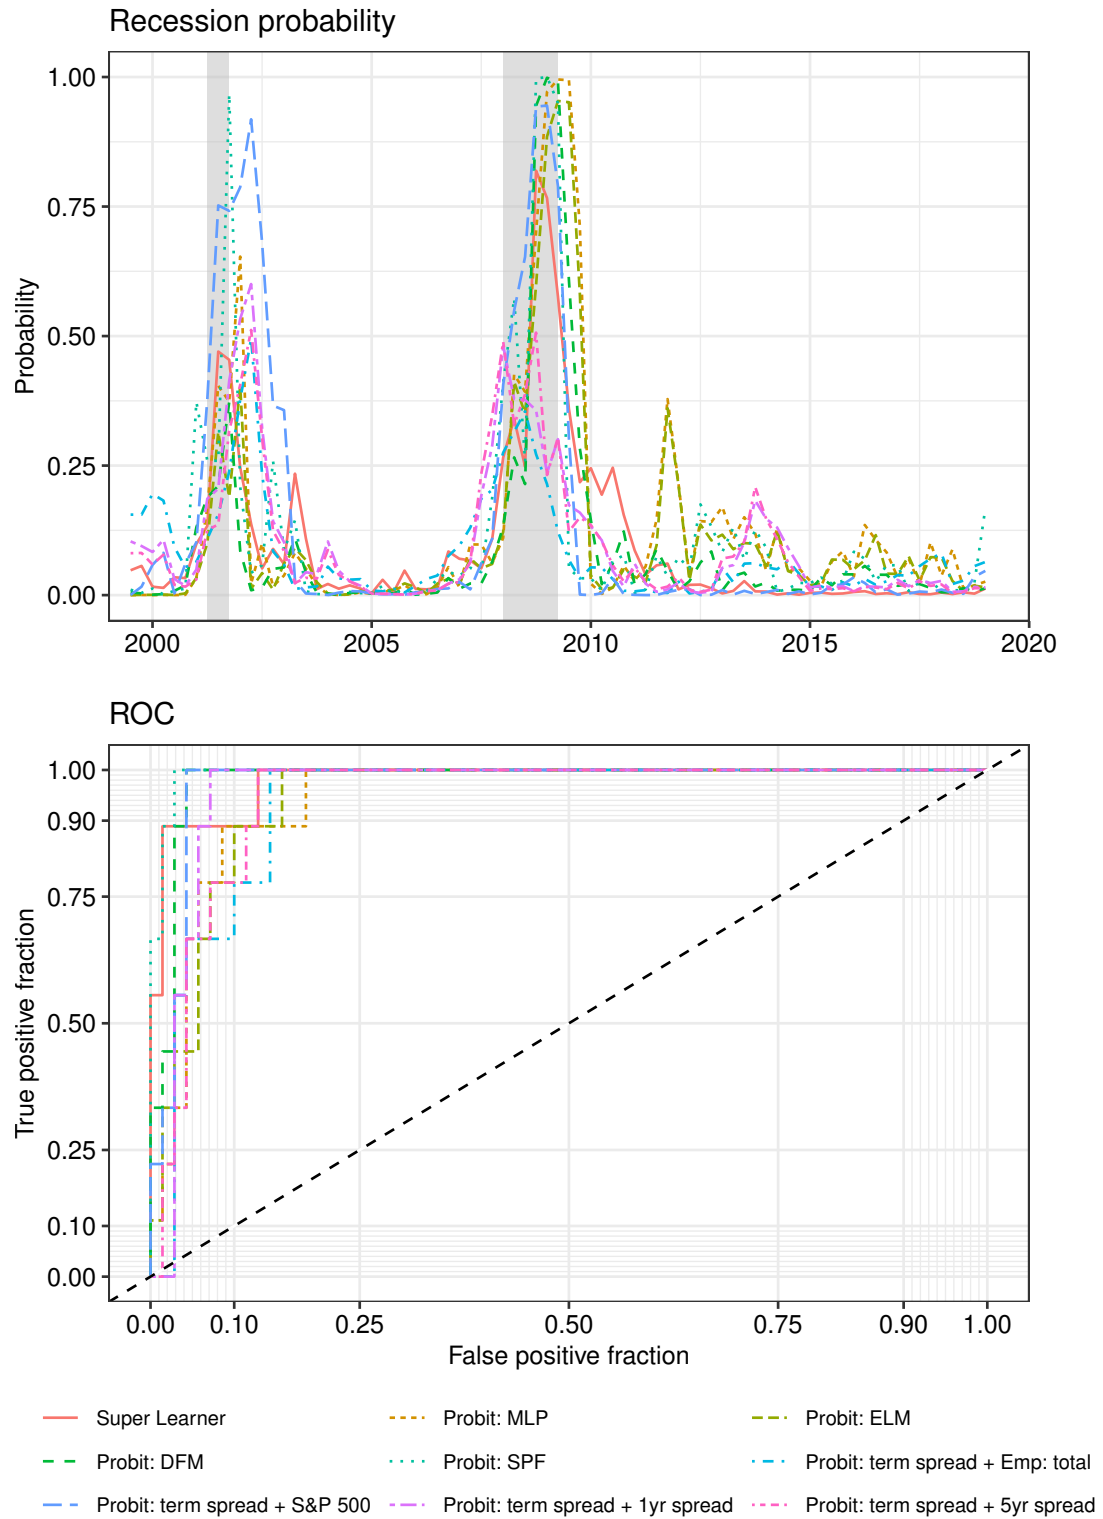 Recession probability
1.00
0.75
0.50
0.25
0.00
Probability
2000 2005 2010 2015 2020
ROC
1.00
0.90
0.75
0.50
0.25
0.10
0.00
True positive fraction
0.00 0.10 0.25 0.50 0.75 0.90 1.00
False positive fraction
Super Learner Probit: MLP Probit: ELM
Probit: DFM Probit: SPF Probit: term spread + Emp: total
Probit: term spread + S&P 500 Probit: term spread + 1yr spread Probit: term spread + 5yr spread